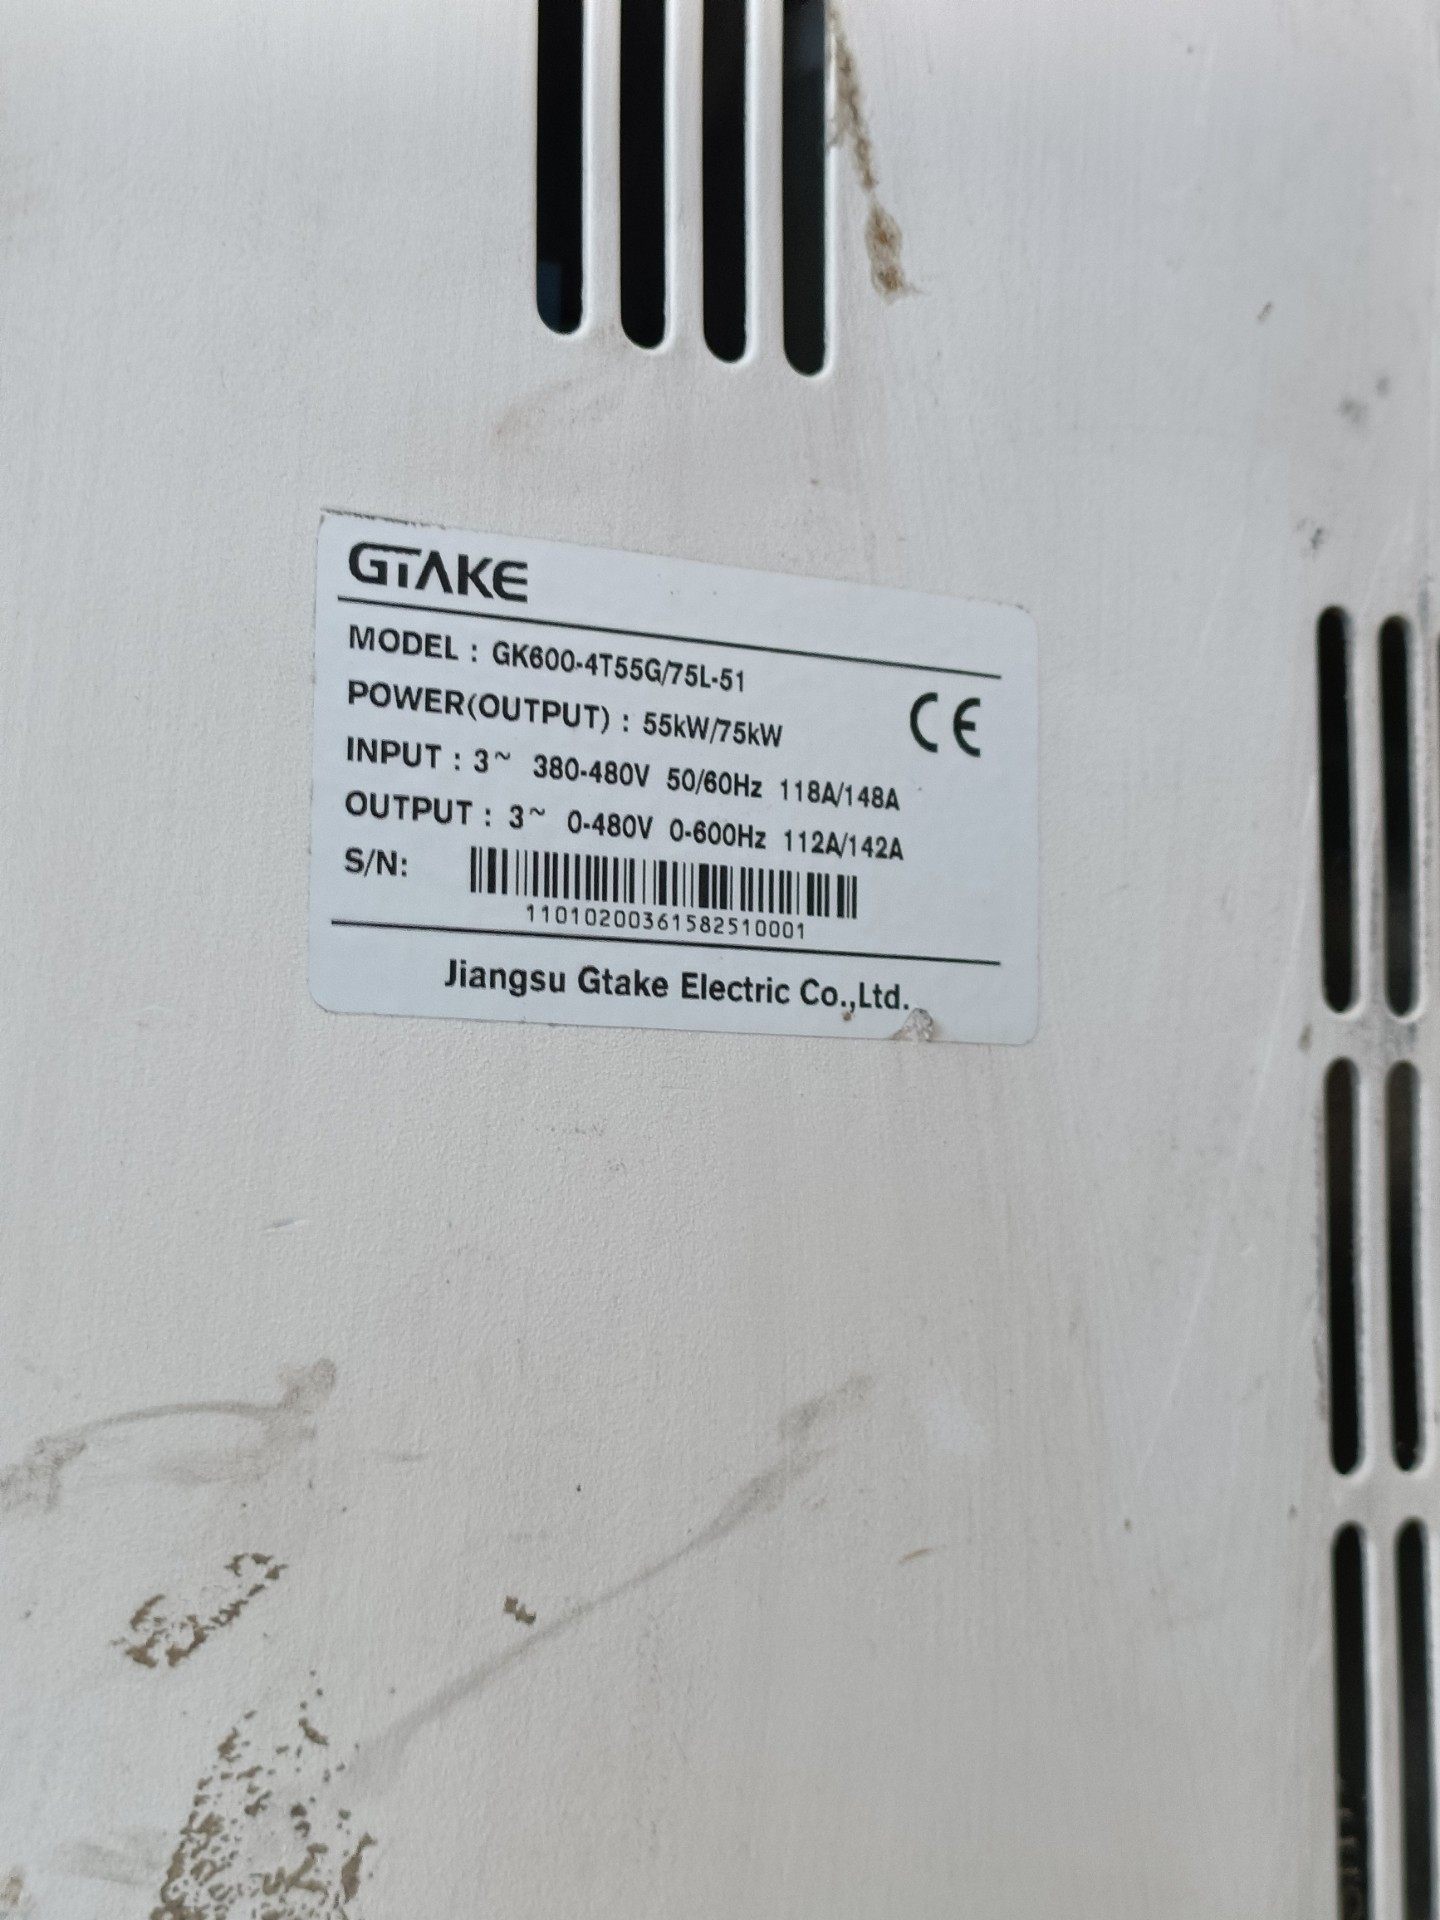 GTAKE
MODEL : GK600-4T55G/75L-51
POWER(OUTPUT) : 55kW/75kW
CE
INPUT : 3~ 380-480V 50/60Hz 118A/148A
OUTPUT : 3~ 0-480V 0-600Hz 112A/142A
S/N:
11010200361582510001
Jiangsu Gtake Electric Co.,Ltd.